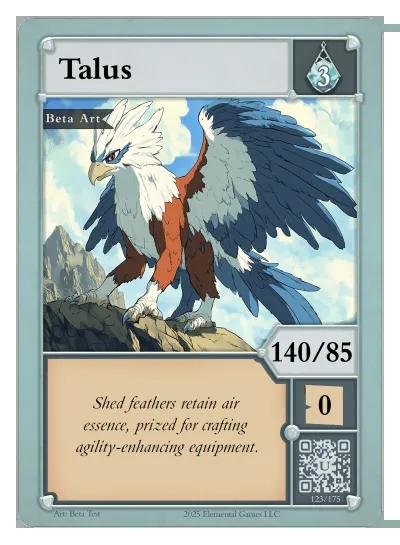 Talus
3
Beta Art
140/85
Shed feathers retain air
essence, prized for crafting
agility-enhancing equipment.
0
U
123/175
Art: Beta Test
2025 Elemental Games LLC